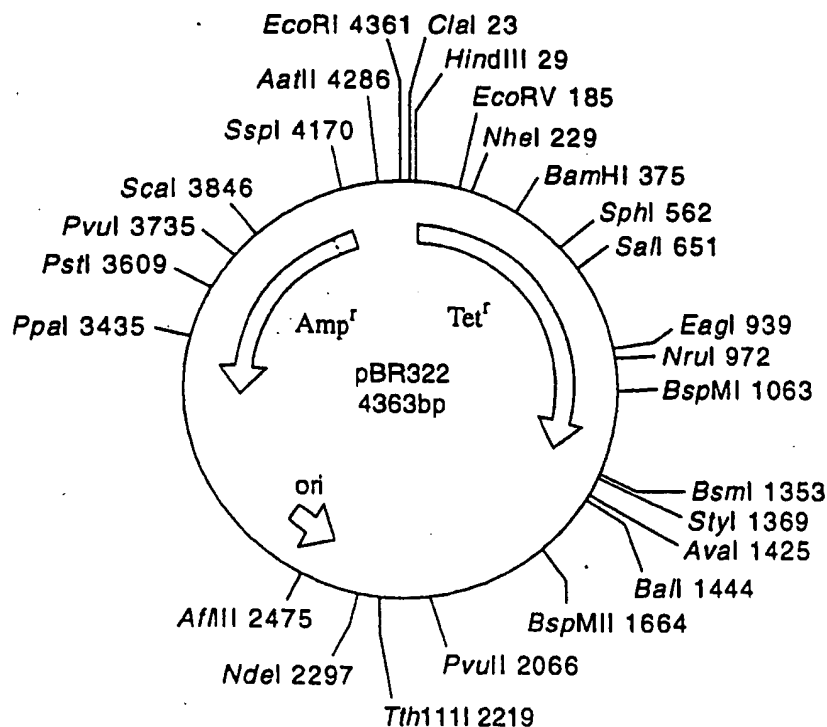 EcoRI 4361
ClaI 23
HindIII 29
AatII 4286
EcoRV 185
SspI 4170
NheI 229
BamHI 375
ScaI 3846
SphI 562
PvuI 3735
SalI 651
PstI 3609
PpaI 3435
Ampʳ
Tetʳ
EagI 939
NruI 972
pBR322
4363bp
BspMI 1063
ori
BsmI 1353
StyI 1369
AvaI 1425
BalI 1444
AflIII 2475
BspMII 1664
NdeI 2297
PvuII 2066
Tth111I 2219